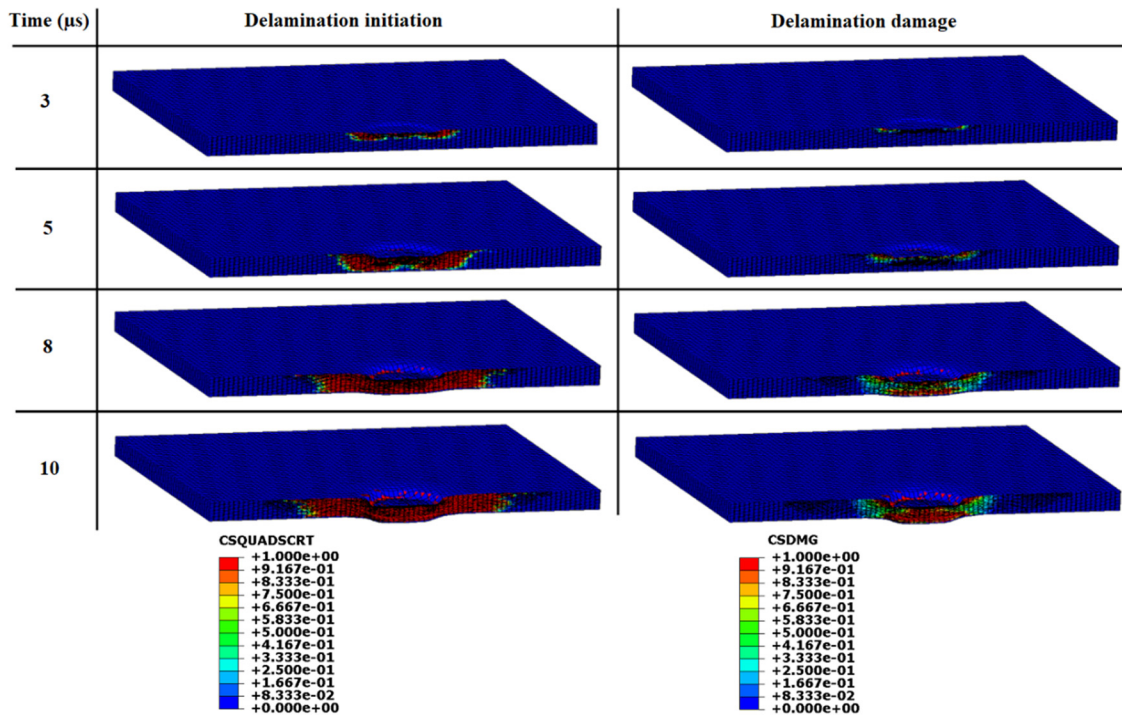 Time (µs) Delamination initiation Delamination damage
3
5
8
10
CSQUADSCRT
+1.000e+00
+9.167e-01
+8.333e-01
+7.500e-01
+6.667e-01
+5.833e-01
+5.000e-01
+4.167e-01
+3.333e-01
+2.500e-01
+1.667e-01
+8.333e-02
+0.000e+00
CSDMG
+1.000e+00
+9.167e-01
+8.333e-01
+7.500e-01
+6.667e-01
+5.833e-01
+5.000e-01
+4.167e-01
+3.333e-01
+2.500e-01
+1.667e-01
+8.333e-02
+0.000e+00